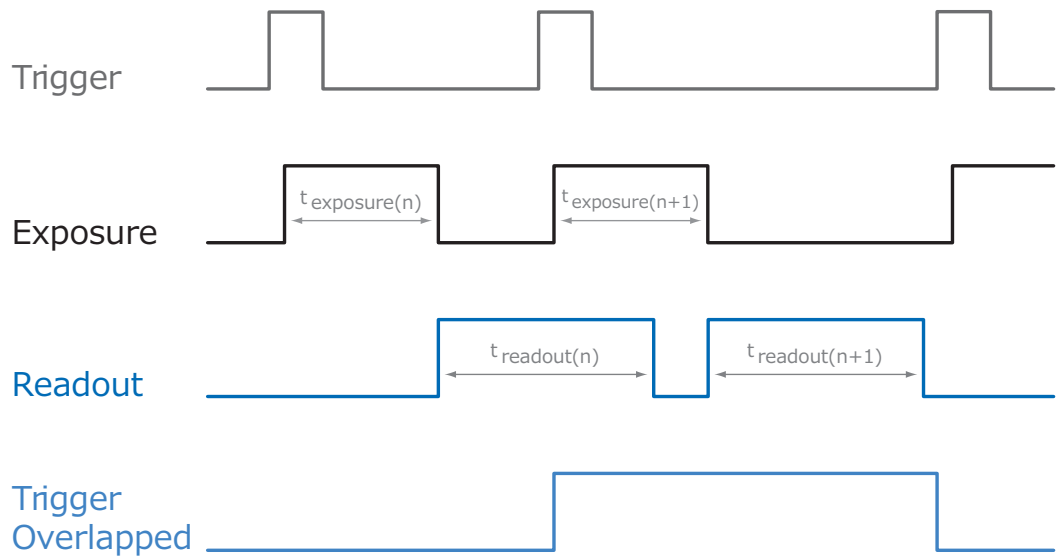 Trigger
t exposure(n)
t exposure(n+1)
Exposure
t readout(n)
t readout(n+1)
Readout
Trigger
Overlapped